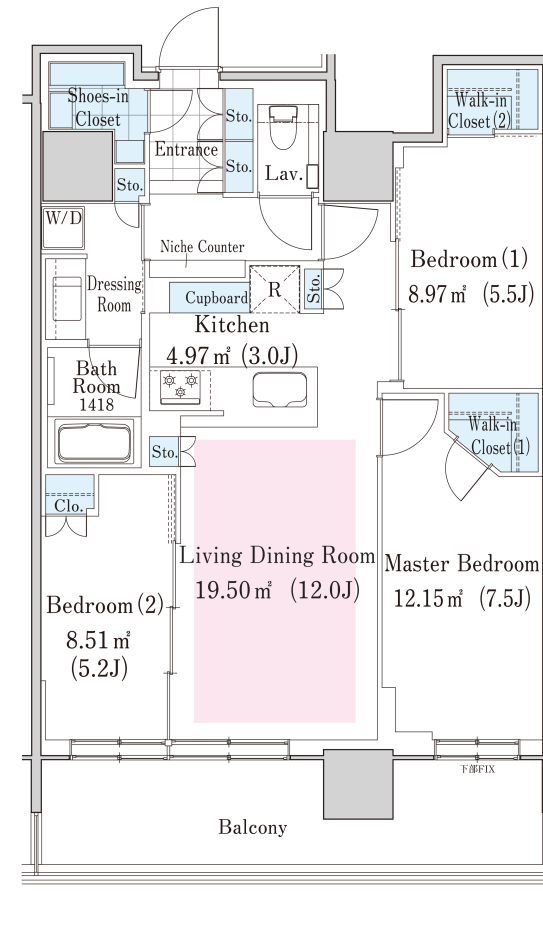 Shoes-in
Closet
Sto.
Entrance
Sto.
Lav.
Walk-in
Closet(2)
Sto.
W/D
Niche Counter
Bedroom(1)
8.97㎡ (5.5J)
Dressing
Room
Cupboard
R
Sto.
Kitchen
4.97㎡ (3.0J)
Bath
Room
1418
Walk-in
Closet(1)
Sto.
Clo.
Living Dining Room
19.50㎡ (12.0J)
Master Bedroom
12.15㎡ (7.5J)
Bedroom(2)
8.51㎡
(5.2J)
下部FIX
Balcony